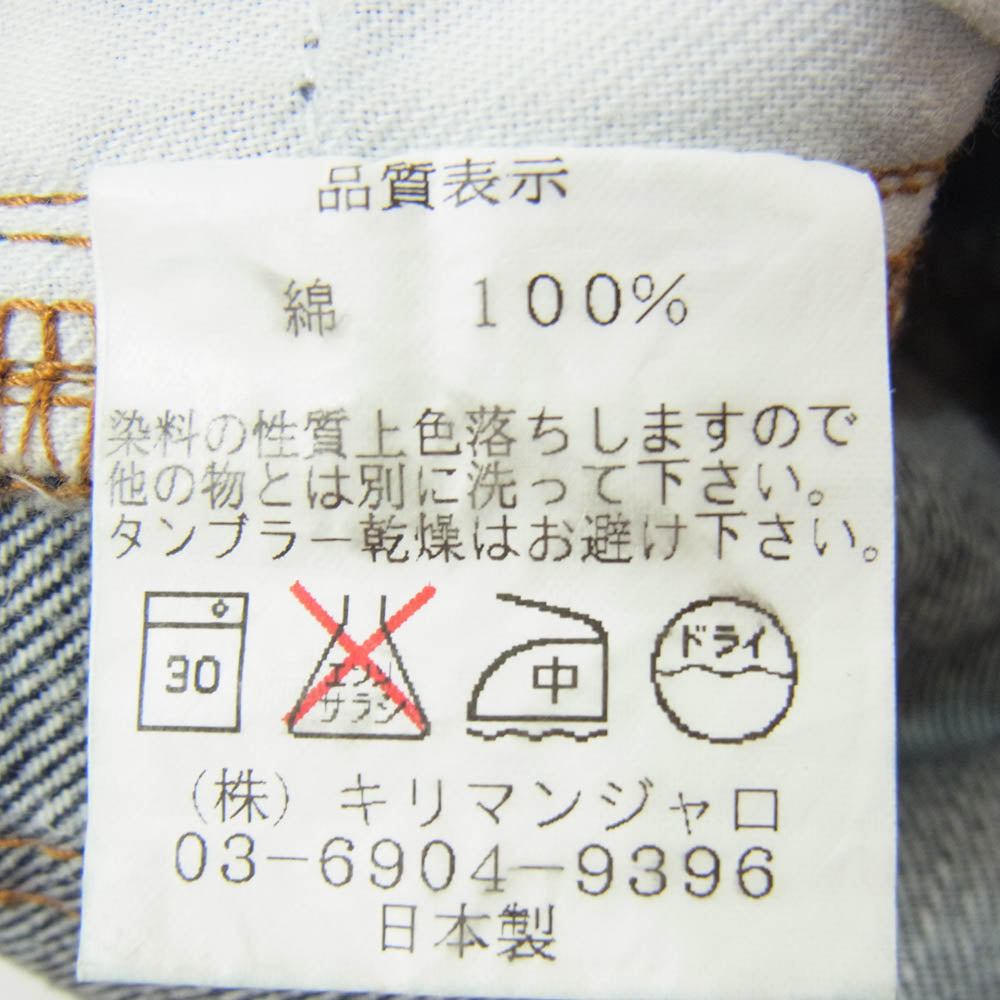 品質表示
綿 100%
染料の性質上色落ちしますので
他の物とは別に洗って下さい。
タンブラー乾燥はお避け下さい。
30
エンソ
サラシ
中
ドライ
(株) キリマンジャロ
03-6904-9396
日本製